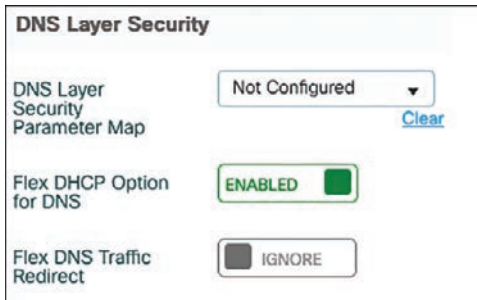 DNS Layer Security
DNS Layer
Security
Parameter Map
Not Configured
Clear
Flex DHCP Option
for DNS
ENABLED
Flex DNS Traffic
Redirect
IGNORE